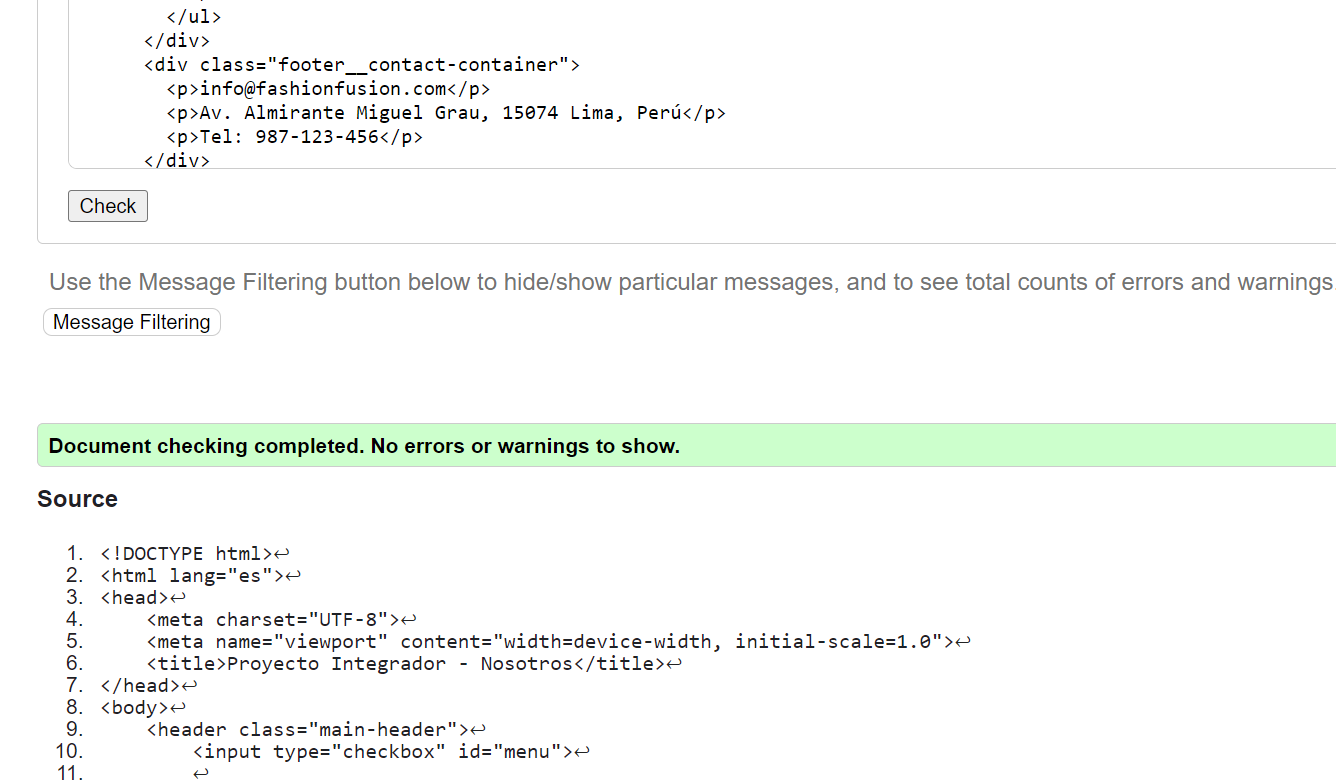 </ul>
</div>
<div class="footer__contact-container">
<p>info@fashionfusion.com</p>
<p>Av. Almirante Miguel Grau, 15074 Lima, Perú</p>
<p>Tel: 987-123-456</p>
</div>
Check
Use the Message Filtering button below to hide/show particular messages, and to see total counts of errors and warnings.
Message Filtering
Document checking completed. No errors or warnings to show.
Source
1. <!DOCTYPE html>↩
2. <html lang="es">↩
3. <head>↩
4. <meta charset="UTF-8">↩
5. <meta name="viewport" content="width=device-width, initial-scale=1.0">↩
6. <title>Proyecto Integrador - Nosotros</title>↩
7. </head>↩
8. <body>↩
9. <header class="main-header">↩
10. <input type="checkbox" id="menu">↩
11. ↩